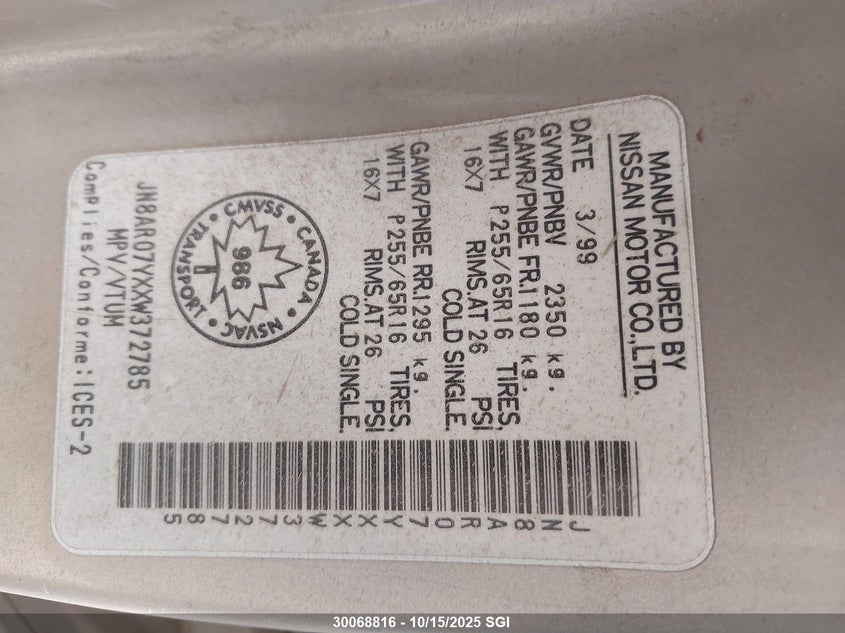 MANUFACTURED BY
NISSAN MOTOR CO.,LTD.
DATE 3/99
GVWR/PNBV 2350 kg.
GAWR/PNBE FR.1180 kg.
WITH P255/65R16 TIRES,
16X7 RIMS.AT 26 PSI
COLD SINGLE.
GAWR/PNBE RR.1295 kg.
WITH P255/65R16 TIRES,
16X7 RIMS.AT 26 PSI
COLD SINGLE.
CMVSS • CANADA • NSVAC • TRANSPORT
986
JN8AR07YXXW372785
MPV/VTUM
Complies/Conforme:ICES-2
JN8AR07YXXW372785
30068816 - 10/15/2025 SGI